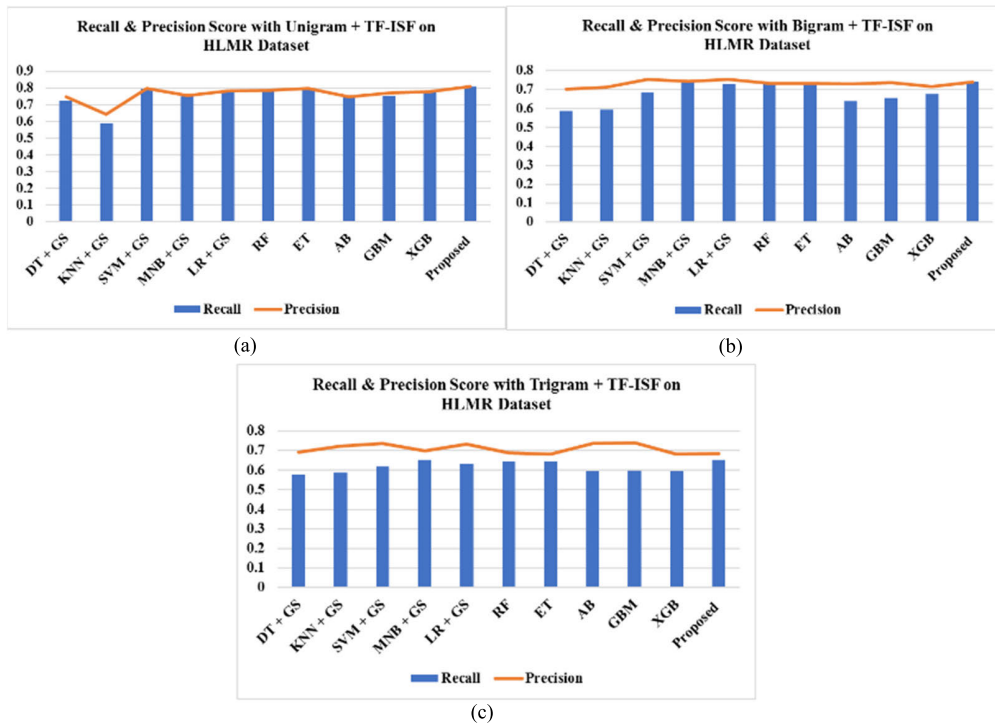 Recall & Precision Score with Unigram + TF-ISF on
HLMR Dataset
0.9
0.8
0.7
0.6
0.5
0.4
0.3
0.2
0.1
0
DT + GS
KNN + GS
SVM + GS
MNB + GS
LR + GS
RF
ET
AB
GBM
XGB
Proposed
Recall
Precision
(a)
Recall & Precision Score with Bigram + TF-ISF on
HLMR Dataset
0.8
0.7
0.6
0.5
0.4
0.3
0.2
0.1
0
DT + GS
KNN + GS
SVM + GS
MNB + GS
LR + GS
RF
ET
AB
GBM
XGB
Proposed
Recall
Precision
(b)
Recall & Precision Score with Trigram + TF-ISF on
HLMR Dataset
0.8
0.7
0.6
0.5
0.4
0.3
0.2
0.1
0
DT + GS
KNN + GS
SVM + GS
MNB + GS
LR + GS
RF
ET
AB
GBM
XGB
Proposed
Recall
Precision
(c)